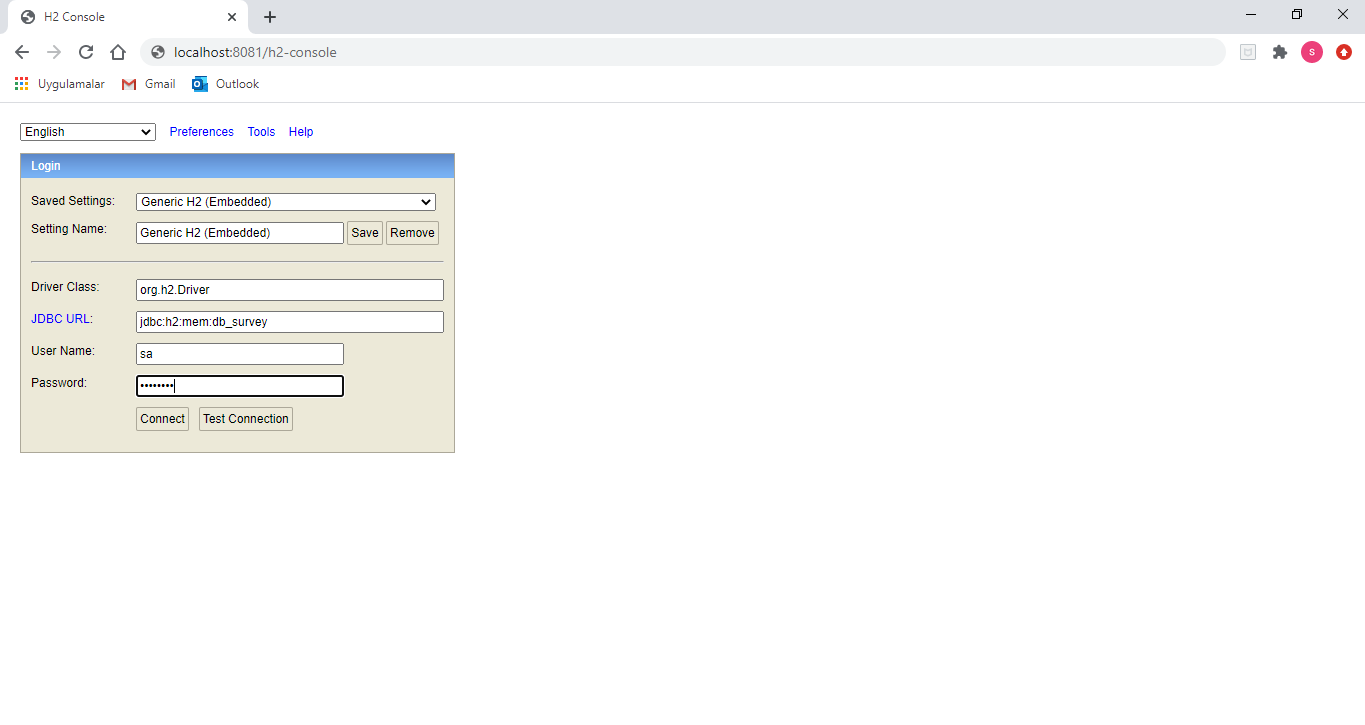 H2 Console
localhost:8081/h2-console
S
Uygulamalar Gmail Outlook
English Preferences Tools Help
Login
Saved Settings: Generic H2 (Embedded)
Setting Name: Generic H2 (Embedded) Save Remove
Driver Class: org.h2.Driver
JDBC URL: jdbc:h2:mem:db_survey
User Name: sa
Password: ••••••••
Connect Test Connection